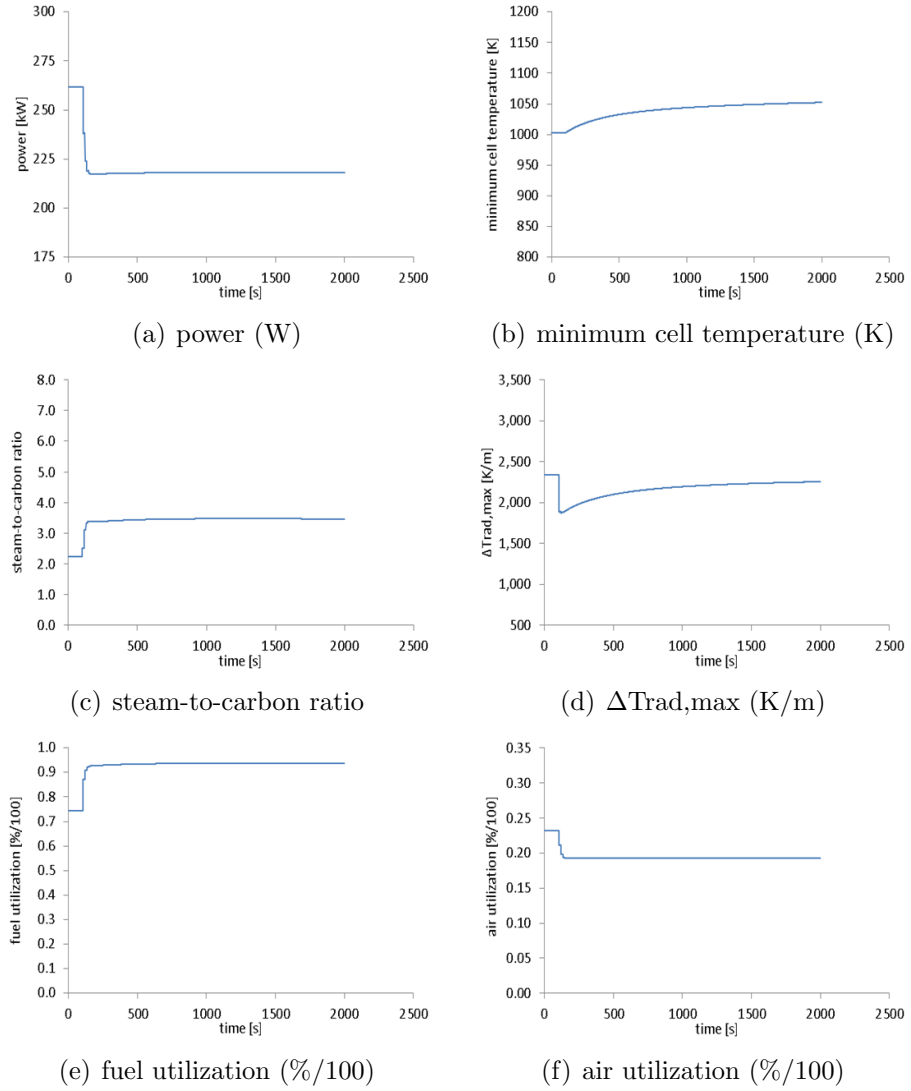 power [kW]
300
275
250
225
200
175
0 500 1000 1500 2000 2500
time [s]
(a) power (W)
minimum cell temperature [K]
1200
1150
1100
1050
1000
950
900
850
800
0 500 1000 1500 2000 2500
time [s]
(b) minimum cell temperature (K)
steam-to-carbon ratio
8.0
7.0
6.0
5.0
4.0
3.0
2.0
1.0
0.0
0 500 1000 1500 2000 2500
time [s]
(c) steam-to-carbon ratio
ΔTrad,max [K/m]
3,500
3,000
2,500
2,000
1,500
1,000
500
0 500 1000 1500 2000 2500
time [s]
(d) ΔTrad,max (K/m)
fuel utilization [%/100]
1.0
0.9
0.8
0.7
0.6
0.5
0.4
0.3
0.2
0.1
0.0
0 500 1000 1500 2000 2500
time [s]
(e) fuel utilization (%/100)
air utilization [%/100]
0.35
0.30
0.25
0.20
0.15
0.10
0.05
0.00
0 500 1000 1500 2000 2500
time [s]
(f) air utilization (%/100)